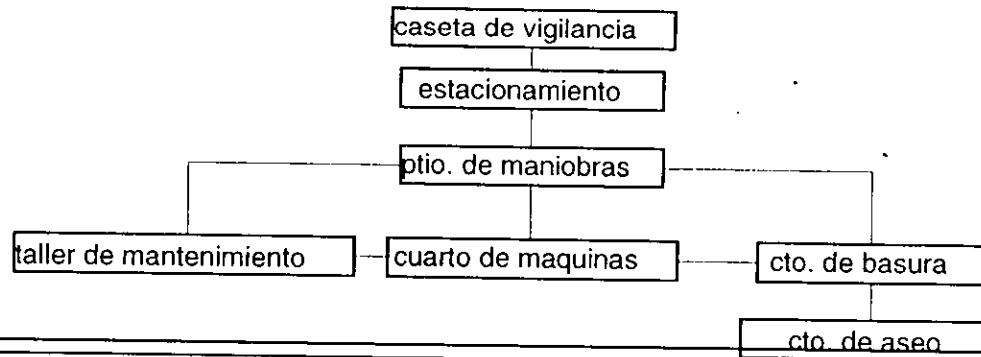 caseta de vigilancia
estacionamiento
ptio. de maniobras
taller de mantenimiento
cuarto de maquinas
cto. de basura
cto. de aseo